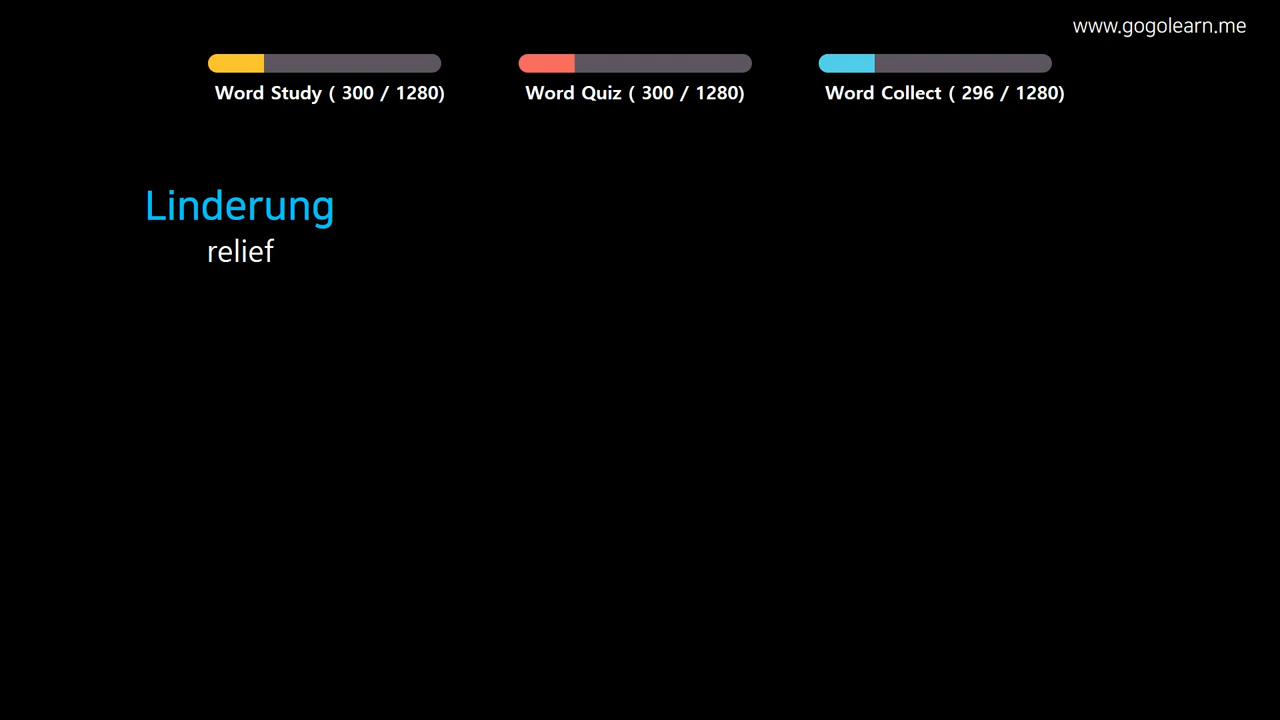 www.gogolearn.me
Word Study ( 300 / 1280)
Word Quiz ( 300 / 1280)
Word Collect ( 296 / 1280)
Linderung
relief